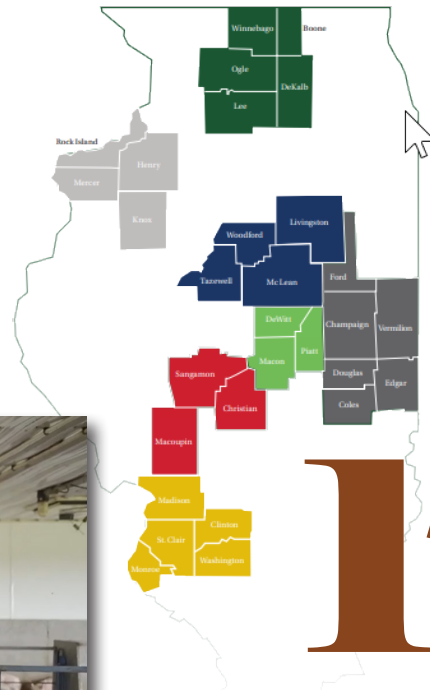 Winnebago
Boone
Ogle
DeKalb
Lee
Rock Island
Henry
Mercer
Knox
Livingston
Woodford
Tazewell
McLean
Ford
DeWitt
Champaign
Vermilion
Macon
Piatt
Sangamon
Douglas
Edgar
Christian
Coles
Macoupin
Madison
Clinton
St. Clair
Washington
Monroe